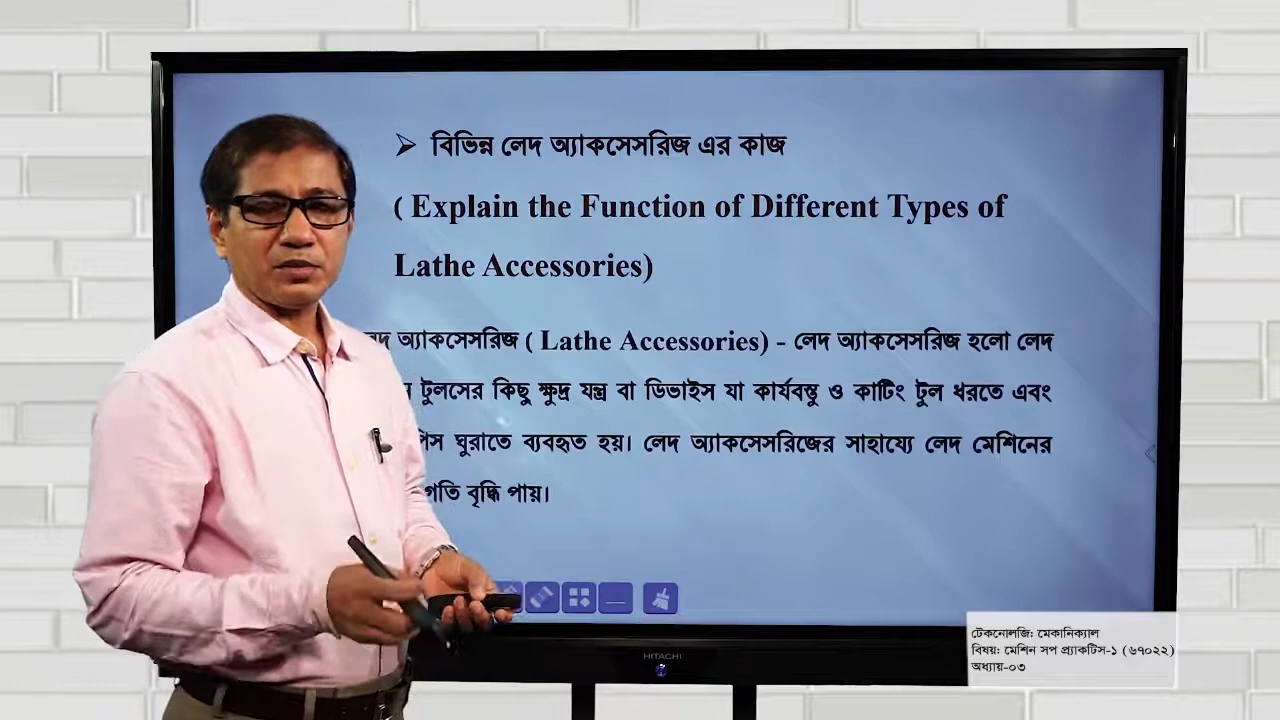 ➢ বিভিন্ন লেদ অ্যাকসেসরিজ এর কাজ
( Explain the Function of Different Types of
Lathe Accessories)
অ্যাকসেসরিজ ( Lathe Accessories) - লেদ অ্যাকসেসরিজ হলো লেদ
টুলসের কিছু ক্ষুদ্র যন্ত্র বা ডিভাইস যা কার্যবস্তু ও কাটিং টুল ধরতে এবং
ঘুরাতে ব্যবহৃত হয়। লেদ অ্যাকসেসরিজের সাহায্যে লেদ মেশিনের
গতি বৃদ্ধি পায়।
HITACHI
টেকনোলজি: মেকানিক্যাল
বিষয়: মেশিন সপ প্র্যাকটিস-১ (৬৭০২২)
অধ্যায়-০৩